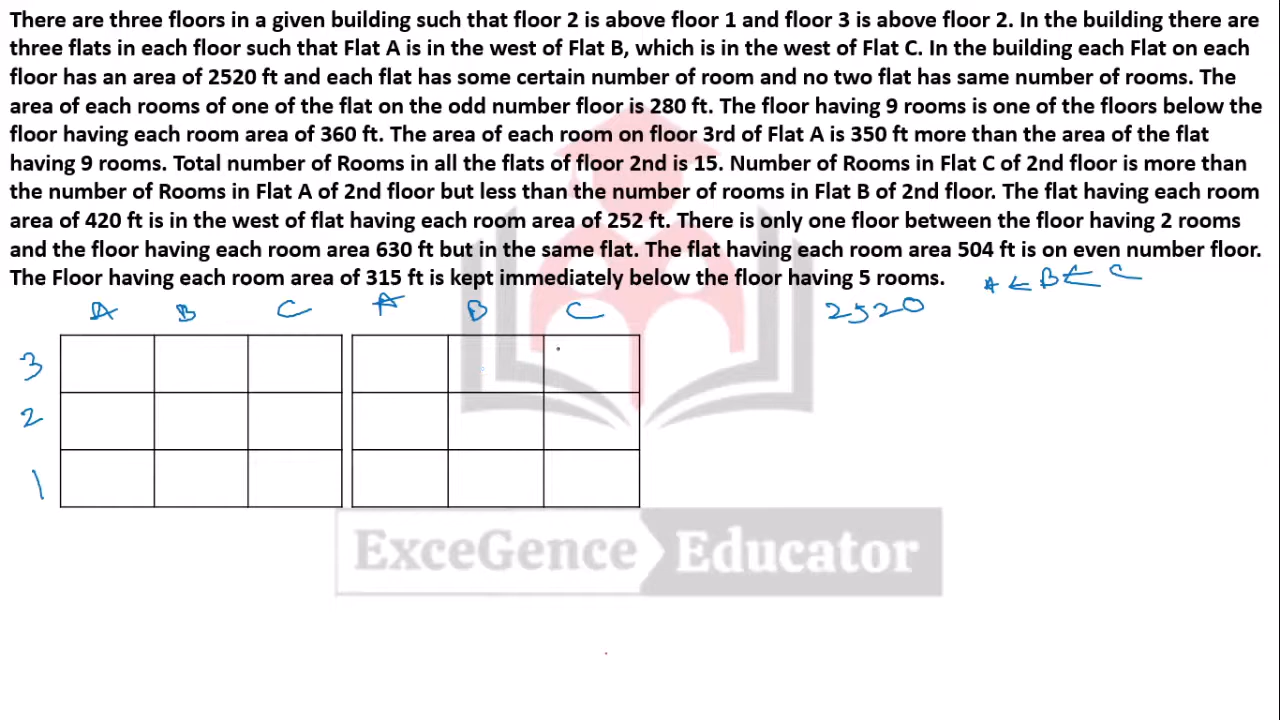 There are three floors in a given building such that floor 2 is above floor 1 and floor 3 is above floor 2. In the building there are
three flats in each floor such that Flat A is in the west of Flat B, which is in the west of Flat C. In the building each Flat on each
floor has an area of 2520 ft and each flat has some certain number of room and no two flat has same number of rooms. The
area of each rooms of one of the flat on the odd number floor is 280 ft. The floor having 9 rooms is one of the floors below the
floor having each room area of 360 ft. The area of each room on floor 3rd of Flat A is 350 ft more than the area of the flat
having 9 rooms. Total number of Rooms in all the flats of floor 2nd is 15. Number of Rooms in Flat C of 2nd floor is more than
the number of Rooms in Flat A of 2nd floor but less than the number of rooms in Flat B of 2nd floor. The flat having each room
area of 420 ft is in the west of flat having each room area of 252 ft. There is only one floor between the floor having 2 rooms
and the floor having each room area 630 ft but in the same flat. The flat having each room area 504 ft is on even number floor.
The Floor having each room area of 315 ft is kept immediately below the floor having 5 rooms.
A ← B ← C
A B C A B C 2520
3
2
1
ExceGence Educator